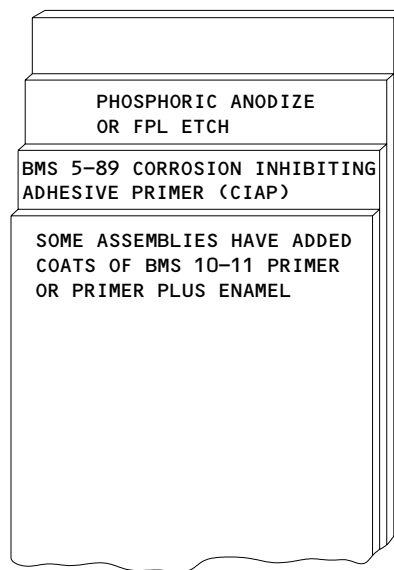 PHOSPHORIC ANODIZE
OR FPL ETCH
BMS 5-89 CORROSION INHIBITING
ADHESIVE PRIMER (CIAP)
SOME ASSEMBLIES HAVE ADDED
COATS OF BMS 10-11 PRIMER
OR PRIMER PLUS ENAMEL